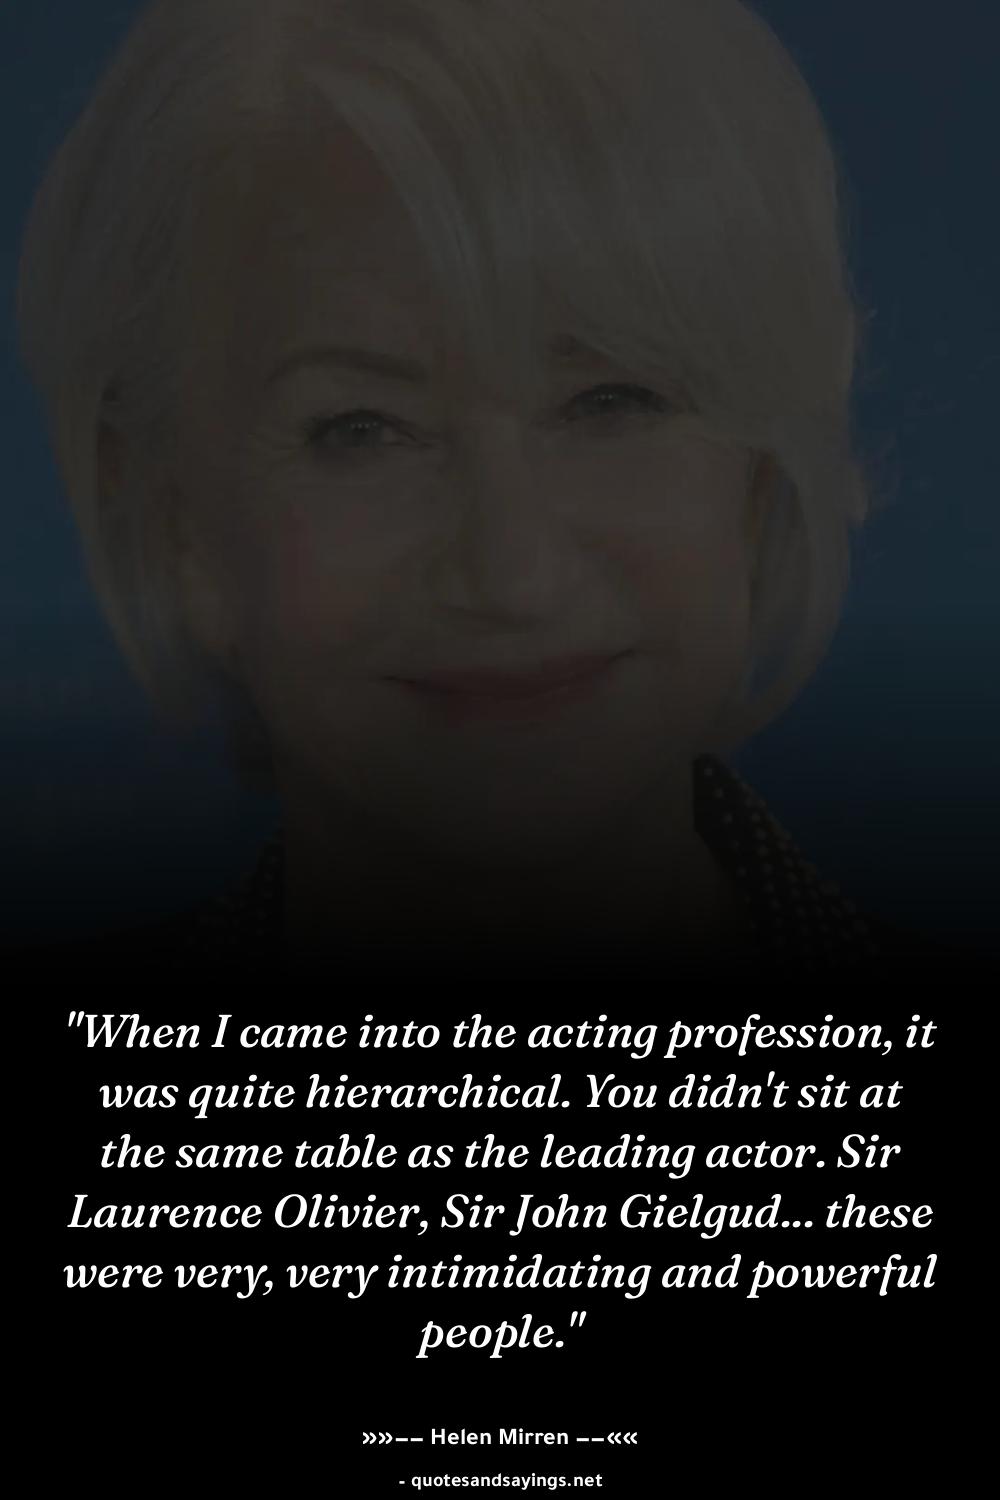 "When I came into the acting profession, it
was quite hierarchical. You didn't sit at
the same table as the leading actor. Sir
Laurence Olivier, Sir John Gielgud... these
were very, very intimidating and powerful
people."
»»—— Helen Mirren ——««
- quotesandsayings.net